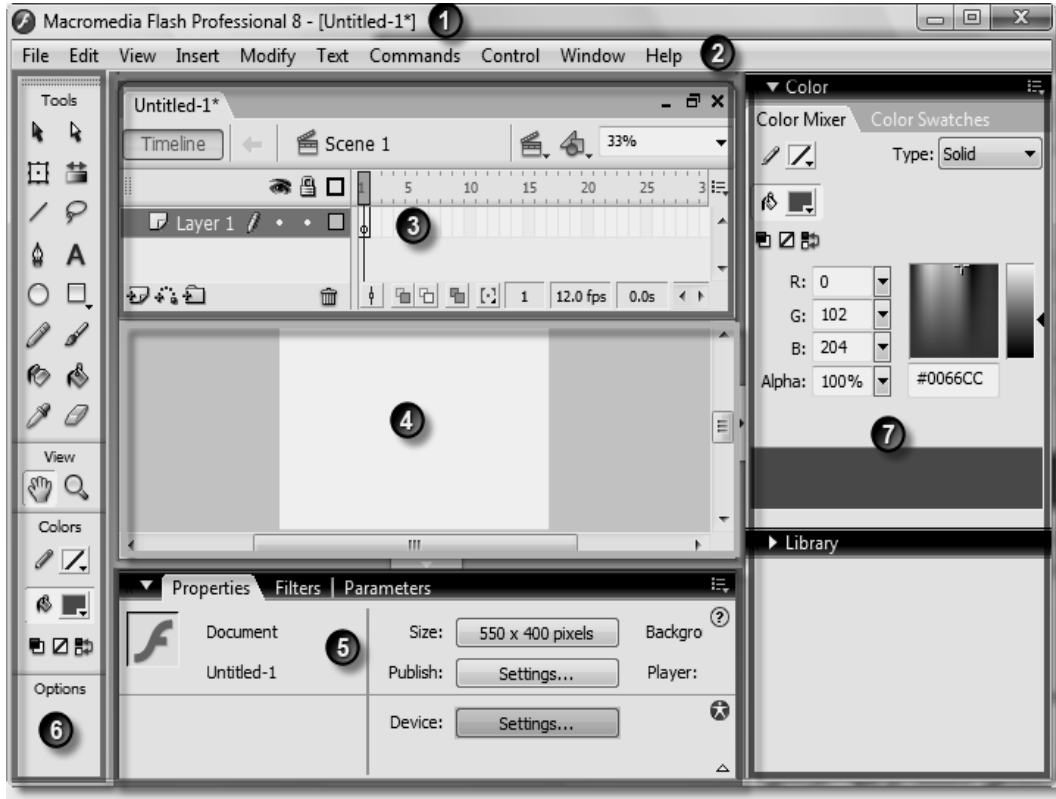 Macromedia Flash Professional 8 - [Untitled-1*] 1
File Edit View Insert Modify Text Commands Control Window Help 2
Tools
View
Colors
Options
6
Untitled-1*
Timeline Scene 1 33%
1 5 10 15 20 25 3
Layer 1 3
1 12.0 fps 0.0s
4
Properties Filters | Parameters
Document Size: 550 x 400 pixels Backgro
Untitled-1 5 Publish: Settings... Player:
Device: Settings...
Color
Color Mixer Color Swatches
Type: Solid
R: 0
G: 102
B: 204
Alpha: 100% #0066CC
7
Library